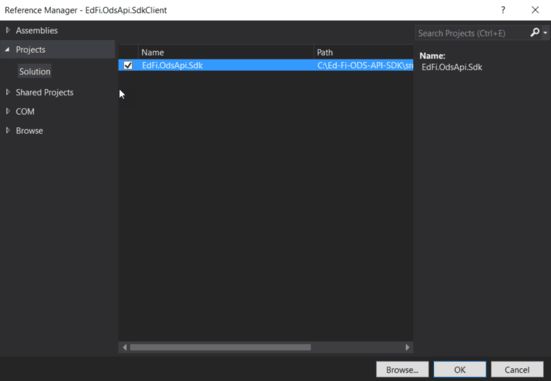 Reference Manager - EdFi.OdsApi.SdkClient
? 
Assemblies
Projects
Solution
Shared Projects
COM
Browse
Name Path
EdFi.OdsApi.Sdk C:\Ed-Fi-ODS-API-SDK\sr
Search Projects (Ctrl+E)
Name:
EdFi.OdsApi.Sdk
Browse... OK Cancel